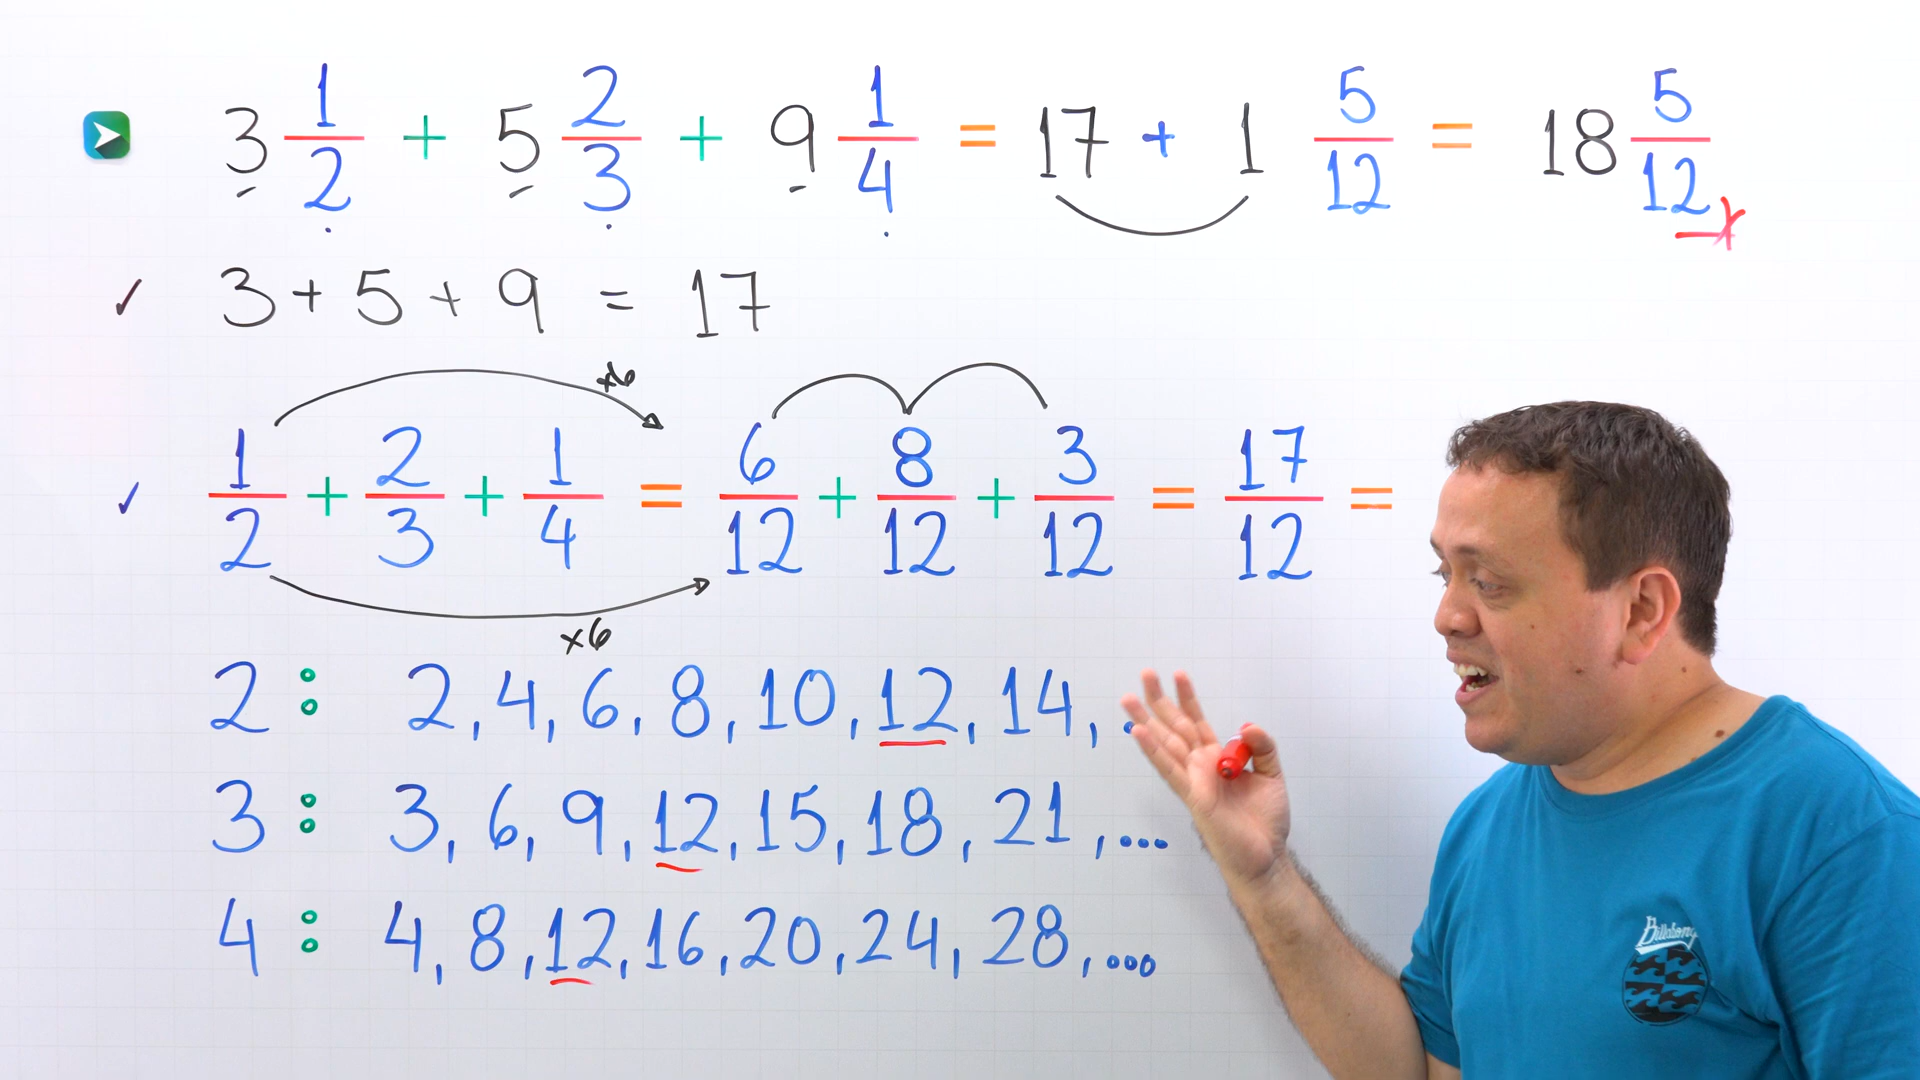 3 1/2 + 5 2/3 + 9 1/4 = 17 + 1 5/12 = 18 5/12
✓ 3 + 5 + 9 = 17
×6
✓ 1/2 + 2/3 + 1/4 = 6/12 + 8/12 + 3/12 = 17/12 =
×6
2 : 2, 4, 6, 8, 10, 12, 14, .
3 : 3, 6, 9, 12, 15, 18, 21, ...
4 : 4, 8, 12, 16, 20, 24, 28, ...
Billabong